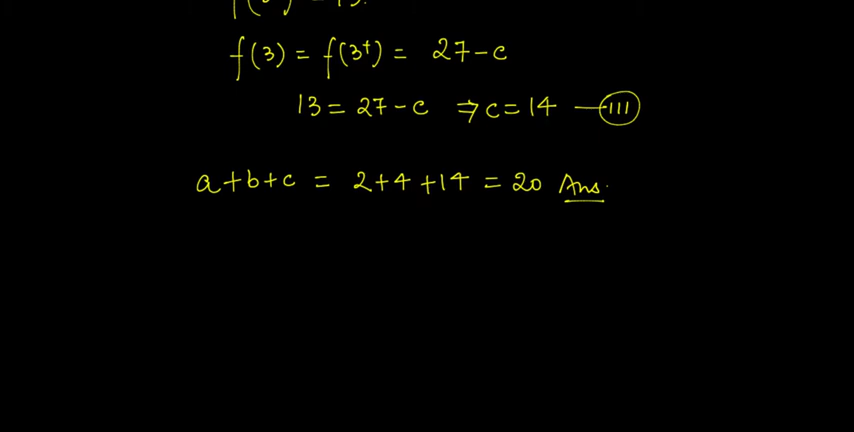 f(3) = f(3⁺) = 27 - c
13 = 27 - c ⇒ c = 14 — III
a + b + c = 2 + 4 + 14 = 20 Ans.